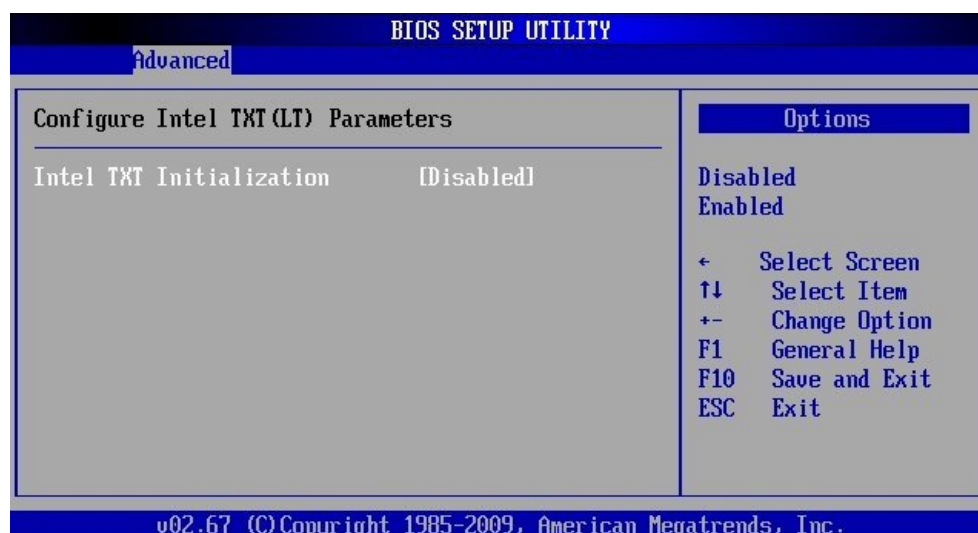 BIOS SETUP UTILITY
Advanced
Configure Intel TXT(LT) Parameters
Intel TXT Initialization [Disabled]
Options
Disabled
Enabled
← Select Screen
↑↓ Select Item
+- Change Option
F1 General Help
F10 Save and Exit
ESC Exit
v02.67 (C)Copyright 1985-2009, American Megatrends, Inc.